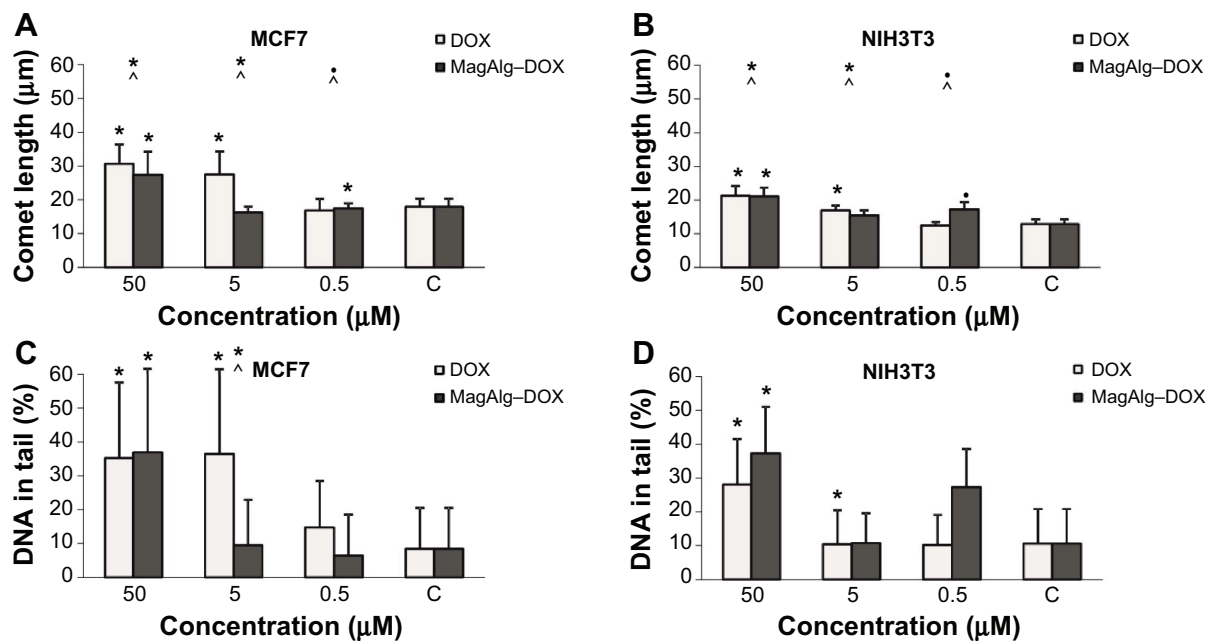 A
MCF7
DOX
MagAlg–DOX
* * •
^ ^ ^
* * * *
Comet length (μm)
60
50
40
30
20
10
0
50 5 0.5 C
Concentration (μM)
B
NIH3T3
DOX
MagAlg–DOX
* * •
^ ^ ^
* * * •
Comet length (μm)
60
50
40
30
20
10
0
50 5 0.5 C
Concentration (μM)
C
MCF7
DOX
MagAlg–DOX
* * * *
^
DNA in tail (%)
60
50
40
30
20
10
0
50 5 0.5 C
Concentration (μM)
D
NIH3T3
DOX
MagAlg–DOX
* * *
DNA in tail (%)
60
50
40
30
20
10
0
50 5 0.5 C
Concentration (μM)